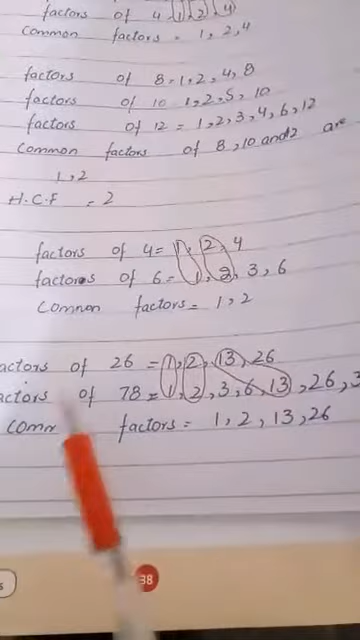 factors of 4 1, 2, 4
common factors = 1, 2, 4
factors of 8 = 1, 2, 4, 8
factors of 10 1, 2, 5, 10
factors of 12 = 1, 2, 3, 4, 6, 12
common factors of 8, 10 and 12 are
1, 2
H.C.F = 2
factors of 4 = 1, 2, 4
factors of 6 = 1, 2, 3, 6
common factors = 1, 2
actors of 26 = 1, 2, 13, 26
actors of 78 = 1, 2, 3, 6, 13, 26, 3
comn factors = 1, 2, 13, 26
38